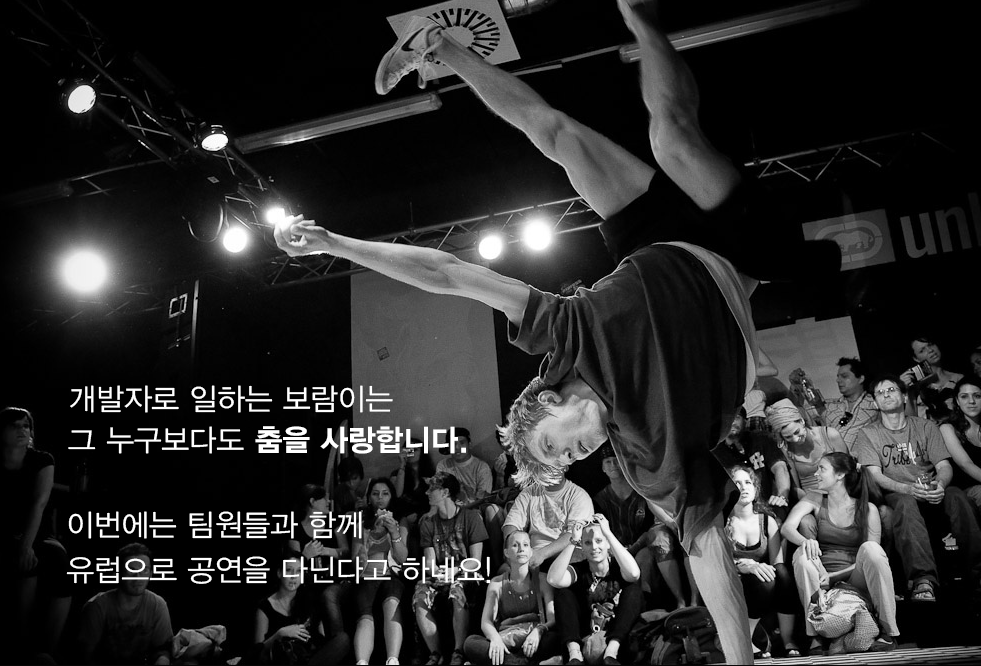 개발자로 일하는 보람이는
그 누구보다도 춤을 사랑합니다.
이번에는 팀원들과 함께
유럽으로 공연을 다닌다고 하네요!